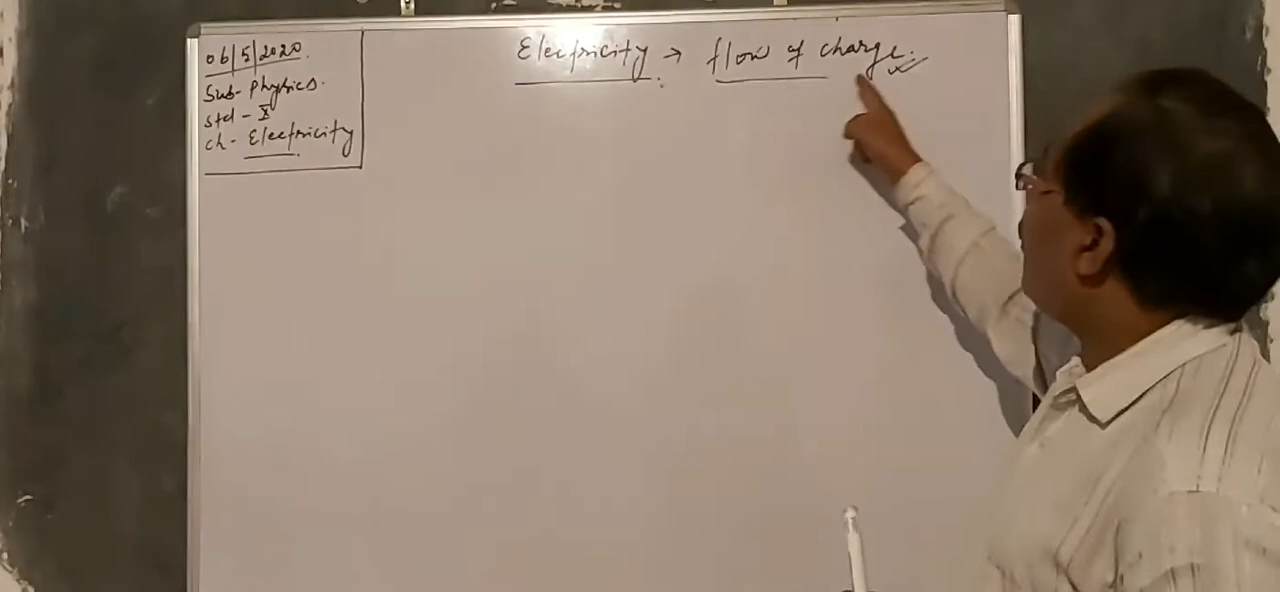 06/5/2020.
Sub- Physics.
std - X
ch- Electricity
Electricity → flow of charge.